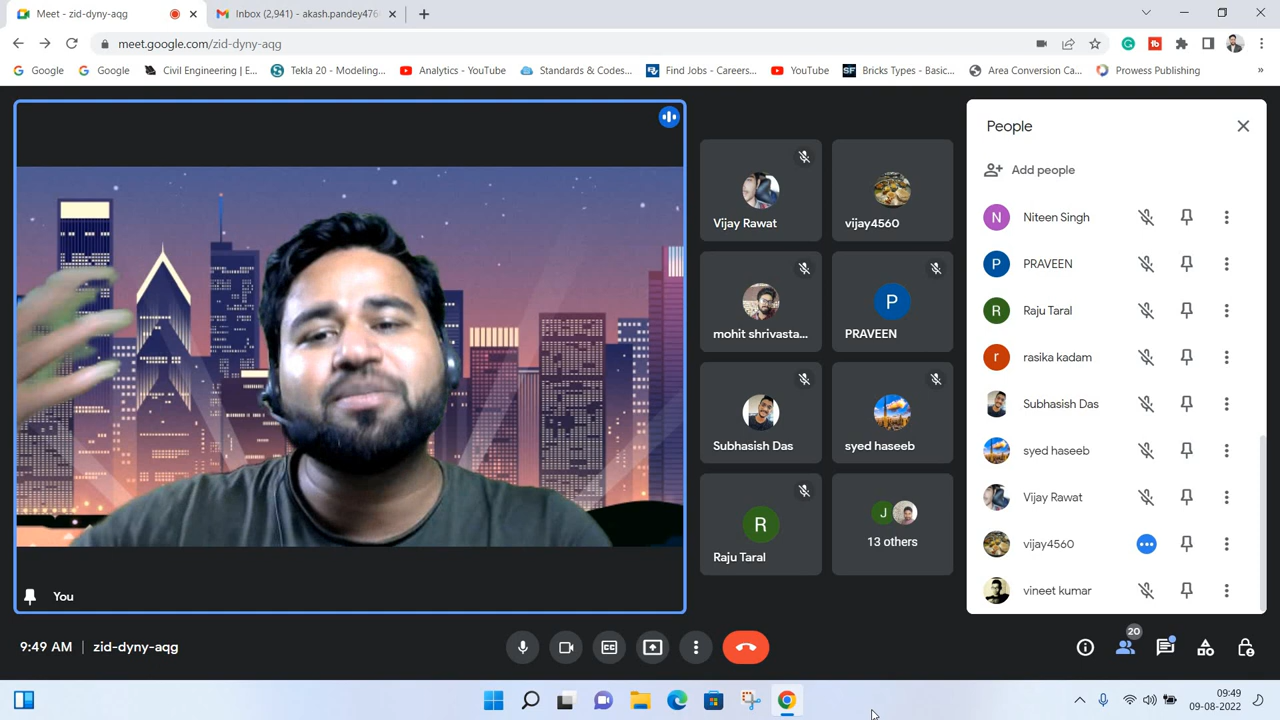 Meet - zid-dyny-aqg
Inbox (2,941) - akash.pandey476
meet.google.com/zid-dyny-aqg
Google
Google
Civil Engineering | E...
Tekla 20 - Modeling...
Analytics - YouTube
Standards & Codes...
Find Jobs - Careers...
YouTube
SF
Bricks Types - Basic...
Area Conversion Ca...
Prowess Publishing
»
People
Add people
N Niteen Singh
P PRAVEEN
R Raju Taral
r rasika kadam
Subhasish Das
syed haseeb
Vijay Rawat
vijay4560
vineet kumar
Vijay Rawat
vijay4560
mohit shrivasta...
P
PRAVEEN
Subhasish Das
syed haseeb
R
Raju Taral
J
13 others
You
9:49 AM | zid-dyny-aqg
CC
20
09:49
09-08-2022